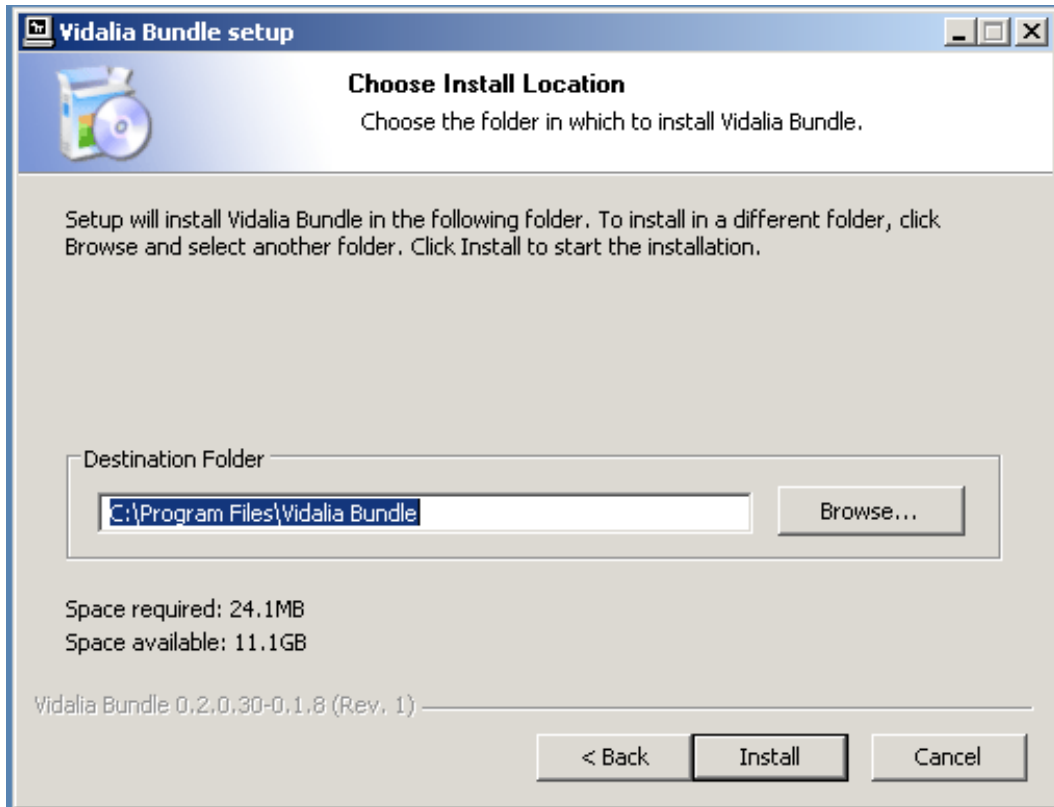 Vidalia Bundle setup
Choose Install Location
Choose the folder in which to install Vidalia Bundle.
Setup will install Vidalia Bundle in the following folder. To install in a different folder, click
Browse and select another folder. Click Install to start the installation.
Destination Folder
C:\Program Files\Vidalia Bundle
Browse...
Space required: 24.1MB
Space available: 11.1GB
Vidalia Bundle 0.2.0.30-0.1.8 (Rev. 1)
< Back Install Cancel